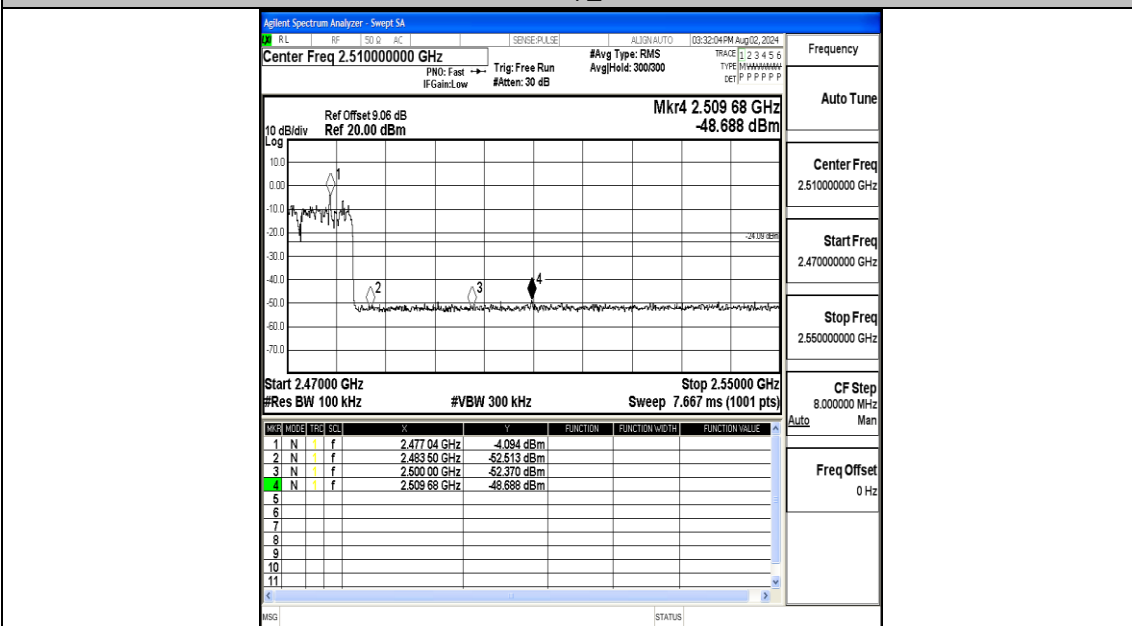 Agilent Spectrum Analyzer - Swept SA
RL RF 50 Ω AC SENSE:PULSE ALIGN AUTO 03:32:04 PM Aug 02, 2024
Center Freq 2.510000000 GHz
PNO: Fast
IFGain:Low
Trig: Free Run
#Atten: 30 dB
#Avg Type: RMS
Avg|Hold: 300/300
TRACE 1 2 3 4 5 6
TYPE M
DET P P P P P P
Ref Offset 9.06 dB
Ref 20.00 dBm
10 dB/div
Log
Mkr4 2.509 68 GHz
-48.688 dBm
10.0
0.00
-10.0
-20.0
-30.0
-40.0
-50.0
-60.0
-70.0
1
2
3
4
-24.09 dBm
Start 2.47000 GHz
Stop 2.55000 GHz
#Res BW 100 kHz
#VBW 300 kHz
Sweep 7.667 ms (1001 pts)
MKR MODE TRC SCL X Y FUNCTION FUNCTION WIDTH FUNCTION VALUE
1 N 1 f 2.477 04 GHz -4.094 dBm
2 N 1 f 2.483 50 GHz -52.513 dBm
3 N 1 f 2.500 00 GHz -52.370 dBm
4 N 1 f 2.509 68 GHz -48.688 dBm
5
6
7
8
9
10
11
MSG
STATUS
Frequency
Auto Tune
Center Freq
2.510000000 GHz
Start Freq
2.470000000 GHz
Stop Freq
2.550000000 GHz
CF Step
8.000000 MHz
Auto Man
Freq Offset
0 Hz